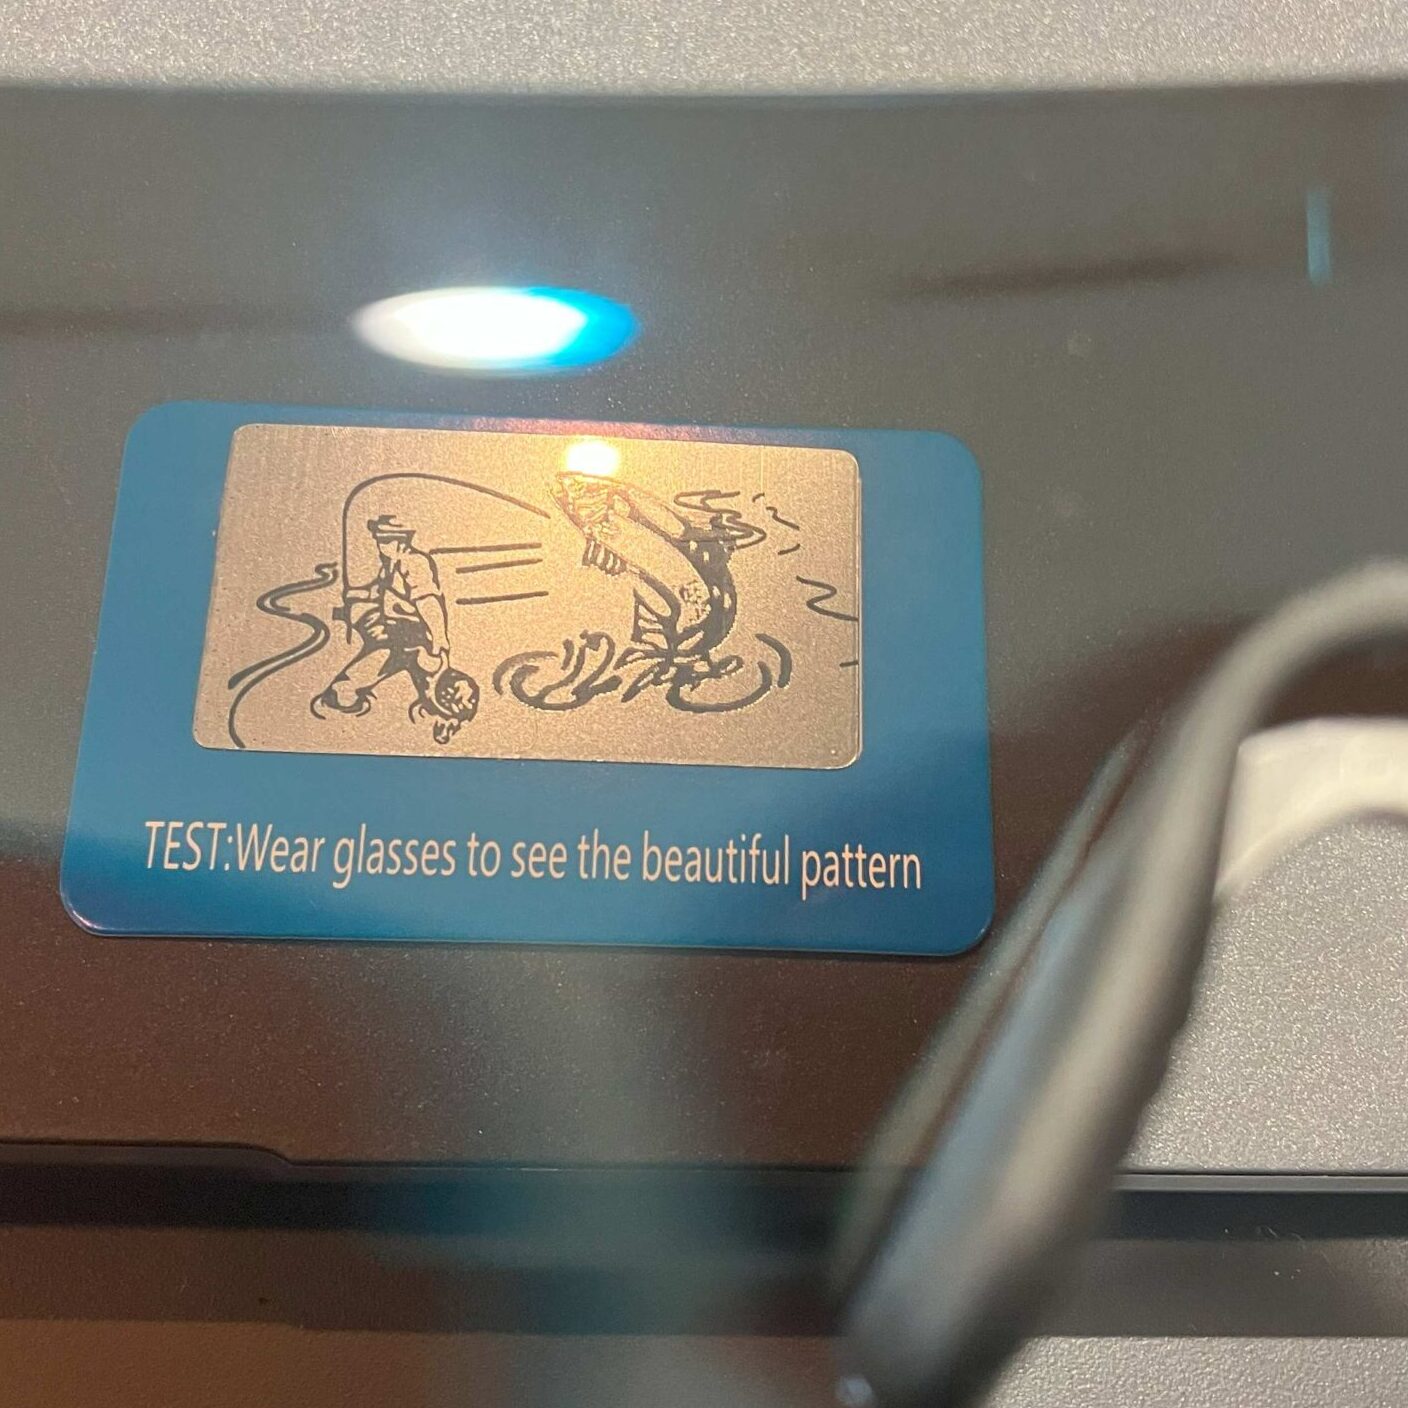 TEST:Wear glasses to see the beautiful pattern